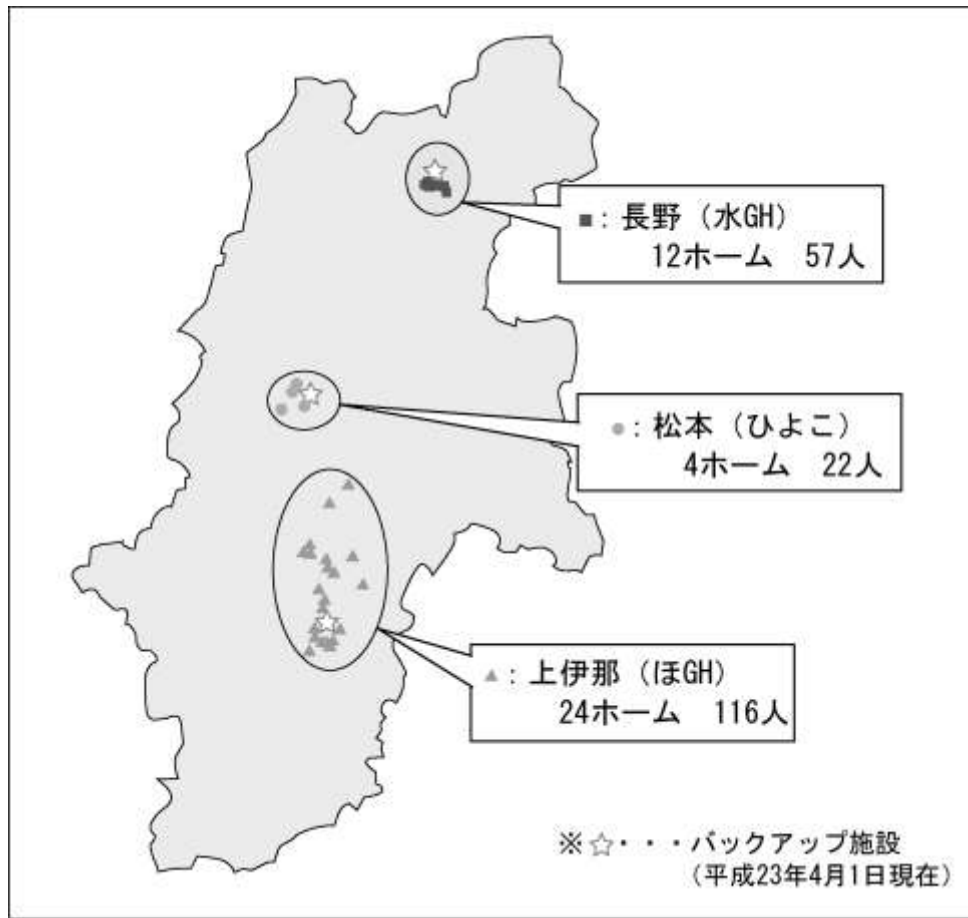 ■：長野（水GH）
12ホーム　57人
●：松本（ひよこ）
4ホーム　22人
▲：上伊那（ほGH）
24ホーム　116人
※☆・・・バックアップ施設
（平成23年4月1日現在）